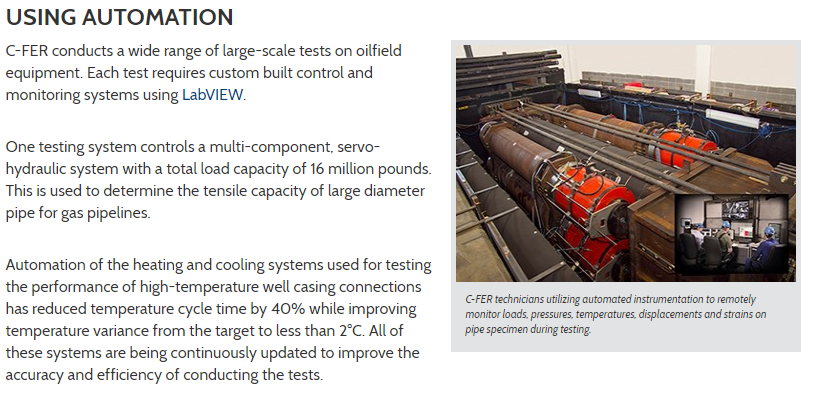 USING AUTOMATION
C-FER conducts a wide range of large-scale tests on oilfield
equipment. Each test requires custom built control and
monitoring systems using LabVIEW.
One testing system controls a multi-component, servo-
hydraulic system with a total load capacity of 16 million pounds.
This is used to determine the tensile capacity of large diameter
pipe for gas pipelines.
Automation of the heating and cooling systems used for testing
the performance of high-temperature well casing connections
has reduced temperature cycle time by 40% while improving
temperature variance from the target to less than 2°C. All of
these systems are being continuously updated to improve the
accuracy and efficiency of conducting the tests.
C-FER technicians utilizing automated instrumentation to remotely
monitor loads, pressures, temperatures, displacements and strains on
pipe specimen during testing.